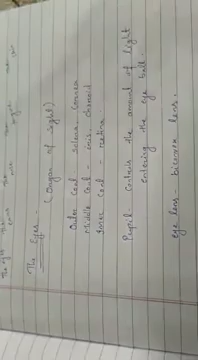 The Eyes -
(Organ of sight)
Outer Coat - sclera, Cornea
Middle Coat - iris, choroid
Inner Coat - retina.
Pupil - Controls the amount of light
entering the eye ball.
eye lens - biconvex lens.